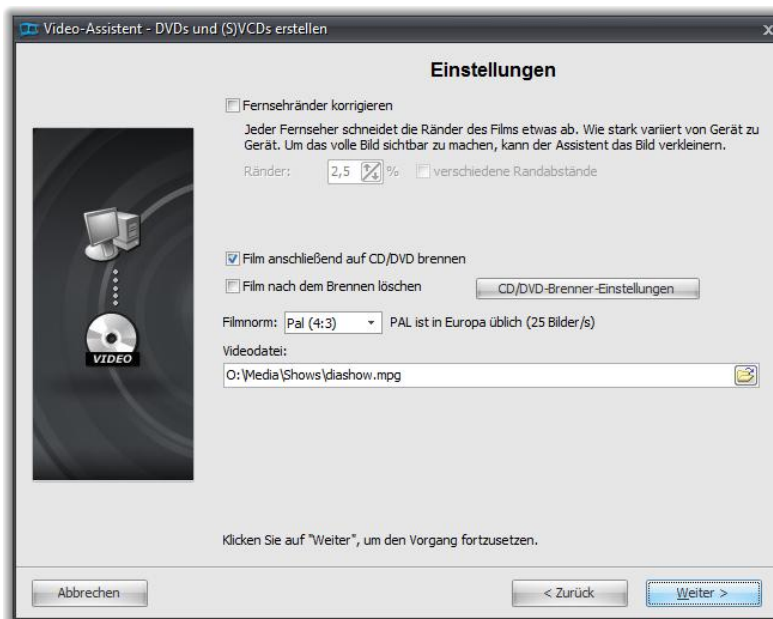 Video-Assistent - DVDs und (S)VCDs erstellen
Einstellungen
Fernsehränder korrigieren
Jeder Fernseher schneidet die Ränder des Films etwas ab. Wie stark variiert von Gerät zu
Gerät. Um das volle Bild sichtbar zu machen, kann der Assistent das Bild verkleinern.
Ränder: 2,5 % verschiedene Randabstände
Film anschließend auf CD/DVD brennen
Film nach dem Brennen löschen CD/DVD-Brenner-Einstellungen
Filmnorm: Pal (4:3) PAL ist in Europa üblich (25 Bilder/s)
Videodatei:
O:\Media\Shows\diashow.mpg
VIDEO
Klicken Sie auf "Weiter", um den Vorgang fortzusetzen.
Abbrechen < Zurück Weiter >